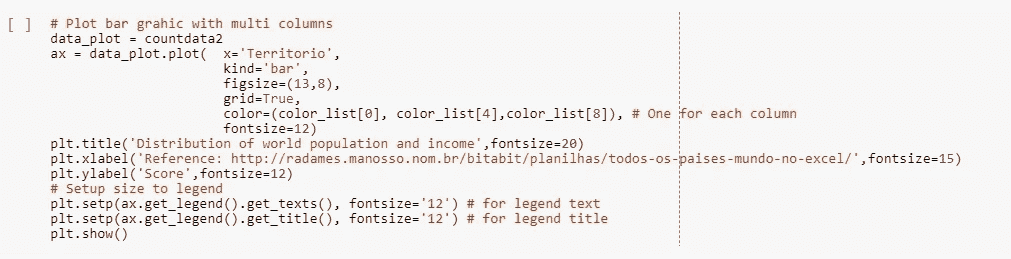 [ ] # Plot bar grahic with multi columns
data_plot = countdata2
ax = data_plot.plot(  x='Territorio',
                      kind='bar',
                      figsize=(13,8),
                      grid=True,
                      color=(color_list[0], color_list[4],color_list[8]), # One for each column
                      fontsize=12)
plt.title('Distribution of world population and income',fontsize=20)
plt.xlabel('Reference: http://radames.manosso.nom.br/bitabit/planilhas/todos-os-paises-mundo-no-excel/',fontsize=15)
plt.ylabel('Score',fontsize=12)
# Setup size to legend
plt.setp(ax.get_legend().get_texts(), fontsize='12') # for legend text
plt.setp(ax.get_legend().get_title(), fontsize='12') # for legend title
plt.show()